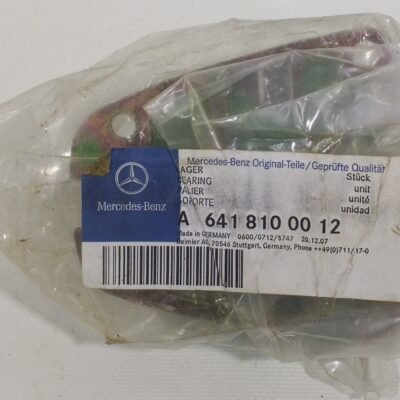 Mercedes-Benz Original-Teile/Geprüfte Qualität
LAGER Stück
BEARING unit
PALIER unité
SOPORTE unidad
Mercedes-Benz
A 641 810 00 12
Made in GERMANY 0600/0712/5747 20.12.07
Daimler AG, 70546 Stuttgart, Germany, Phone ++49(0)711/17-0